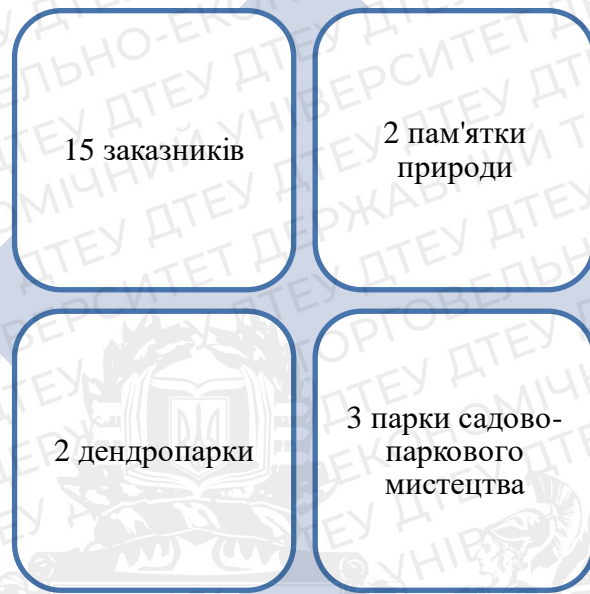 15 заказників
2 пам'ятки
природи
2 дендропарки
3 парки садово-
паркового
мистецтва